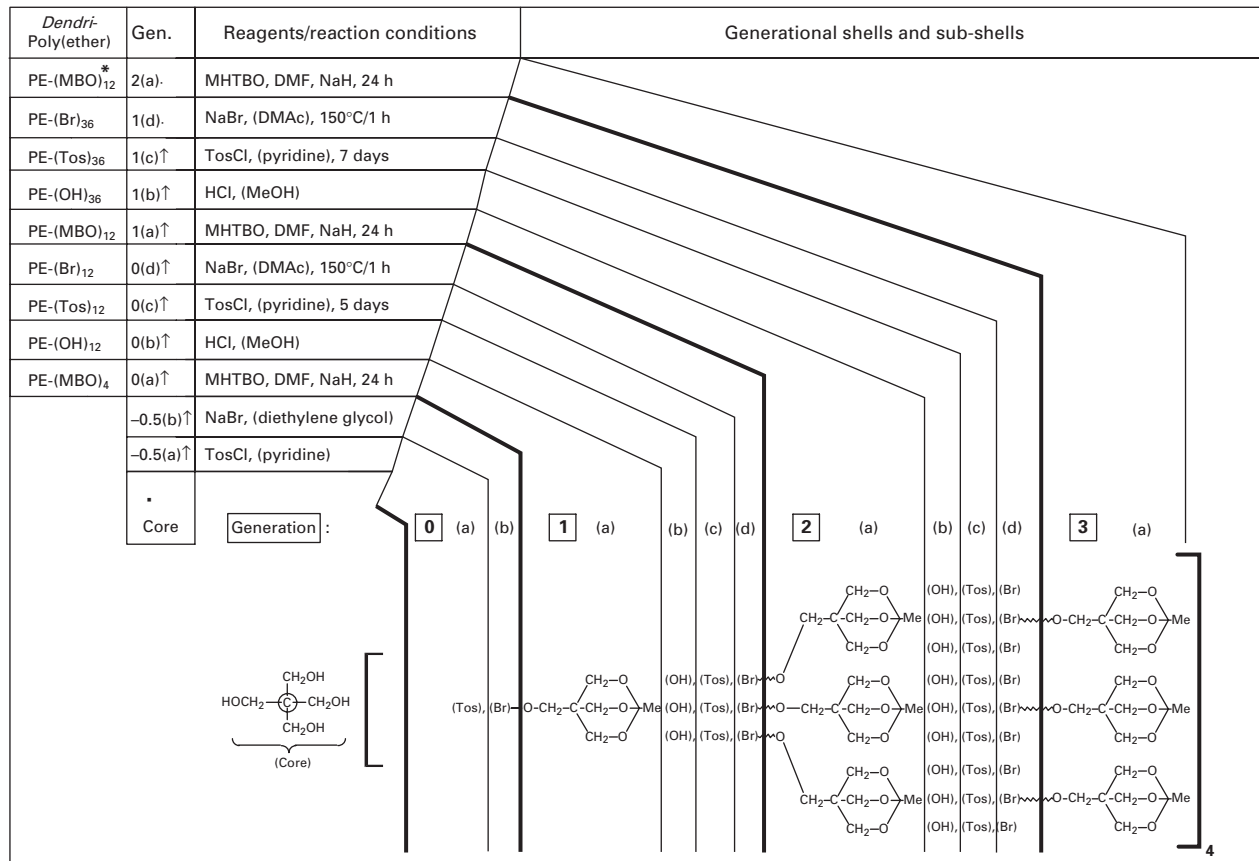 Dendri-Poly(ether) Gen. Reagents/reaction conditions Generational shells and sub-shells
PE-(MBO)*12 2(a). MHTBO, DMF, NaH, 24 h
PE-(Br)36 1(d). NaBr, (DMAc), 150°C/1 h
PE-(Tos)36 1(c)↑ TosCl, (pyridine), 7 days
PE-(OH)36 1(b)↑ HCl, (MeOH)
PE-(MBO)12 1(a)↑ MHTBO, DMF, NaH, 24 h
PE-(Br)12 0(d)↑ NaBr, (DMAc), 150°C/1 h
PE-(Tos)12 0(c)↑ TosCl, (pyridine), 5 days
PE-(OH)12 0(b)↑ HCl, (MeOH)
PE-(MBO)4 0(a)↑ MHTBO, DMF, NaH, 24 h
–0.5(b)↑ NaBr, (diethylene glycol)
–0.5(a)↑ TosCl, (pyridine)
.
Core Generation : 0 (a) (b) 1 (a) (b) (c) (d) 2 (a) (b) (c) (d) 3 (a)
CH2–O (OH), (Tos), (Br) CH2–O
CH2-C-CH2–O–Me (OH), (Tos), (Br) O-CH2-C-CH2–O–Me
CH2–O (OH), (Tos), (Br) CH2–O
CH2OH CH2–O (OH), (Tos), (Br) O CH2–O (OH), (Tos), (Br) CH2–O
HOCH2–C–CH2OH (Tos), (Br) O-CH2-C-CH2–O–Me (OH), (Tos), (Br) O–CH2-C-CH2–O–Me (OH), (Tos), (Br) O-CH2-C-CH2–O–Me
CH2OH CH2–O (OH), (Tos), (Br) O CH2–O (OH), (Tos), (Br) CH2–O
(Core)
CH2–O (OH), (Tos), (Br) CH2–O
CH2-C-CH2–O–Me (OH), (Tos), (Br) O-CH2-C-CH2–O–Me
CH2–O (OH), (Tos),(Br) CH2–O
4